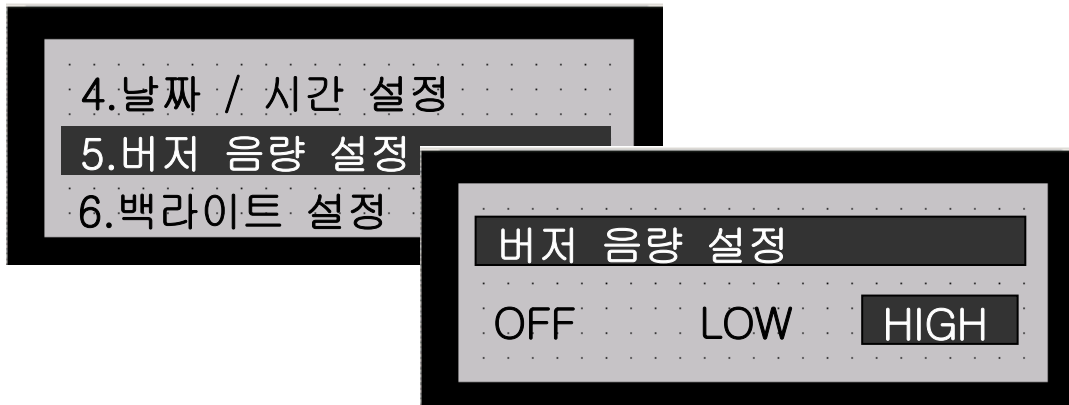 4.날짜 / 시간 설정
5.버저 음량 설정
6.백라이트 설정
버저 음량 설정
OFF LOW HIGH